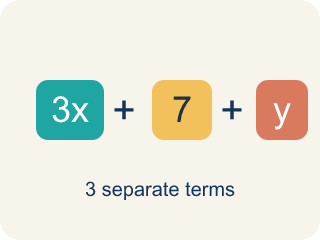 3x + 7 + y
3 separate terms